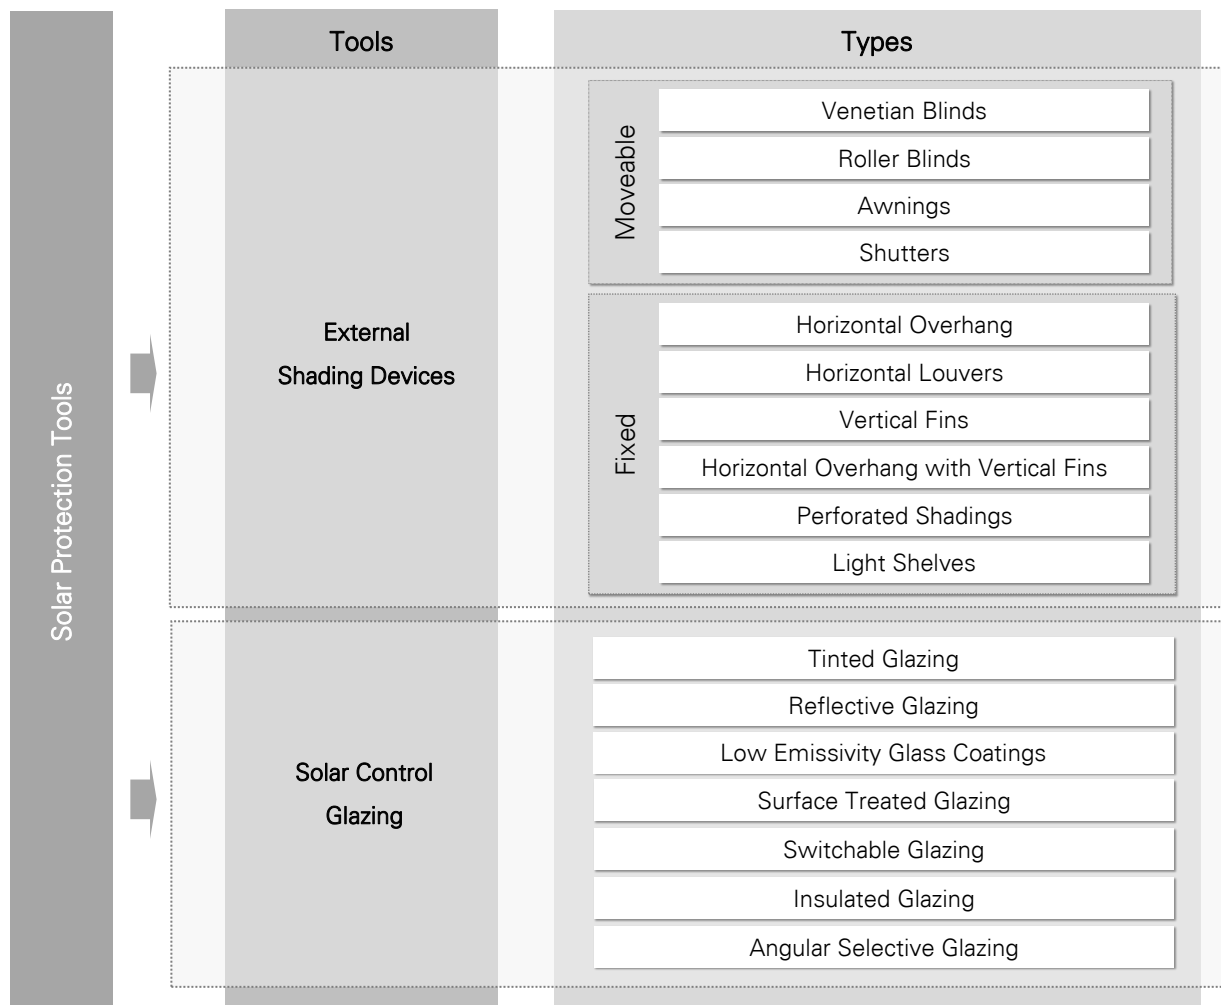 Solar Protection Tools
Tools
Types
External
Shading Devices
Moveable
Venetian Blinds
Roller Blinds
Awnings
Shutters
Fixed
Horizontal Overhang
Horizontal Louvers
Vertical Fins
Horizontal Overhang with Vertical Fins
Perforated Shadings
Light Shelves
Solar Control
Glazing
Tinted Glazing
Reflective Glazing
Low Emissivity Glass Coatings
Surface Treated Glazing
Switchable Glazing
Insulated Glazing
Angular Selective Glazing